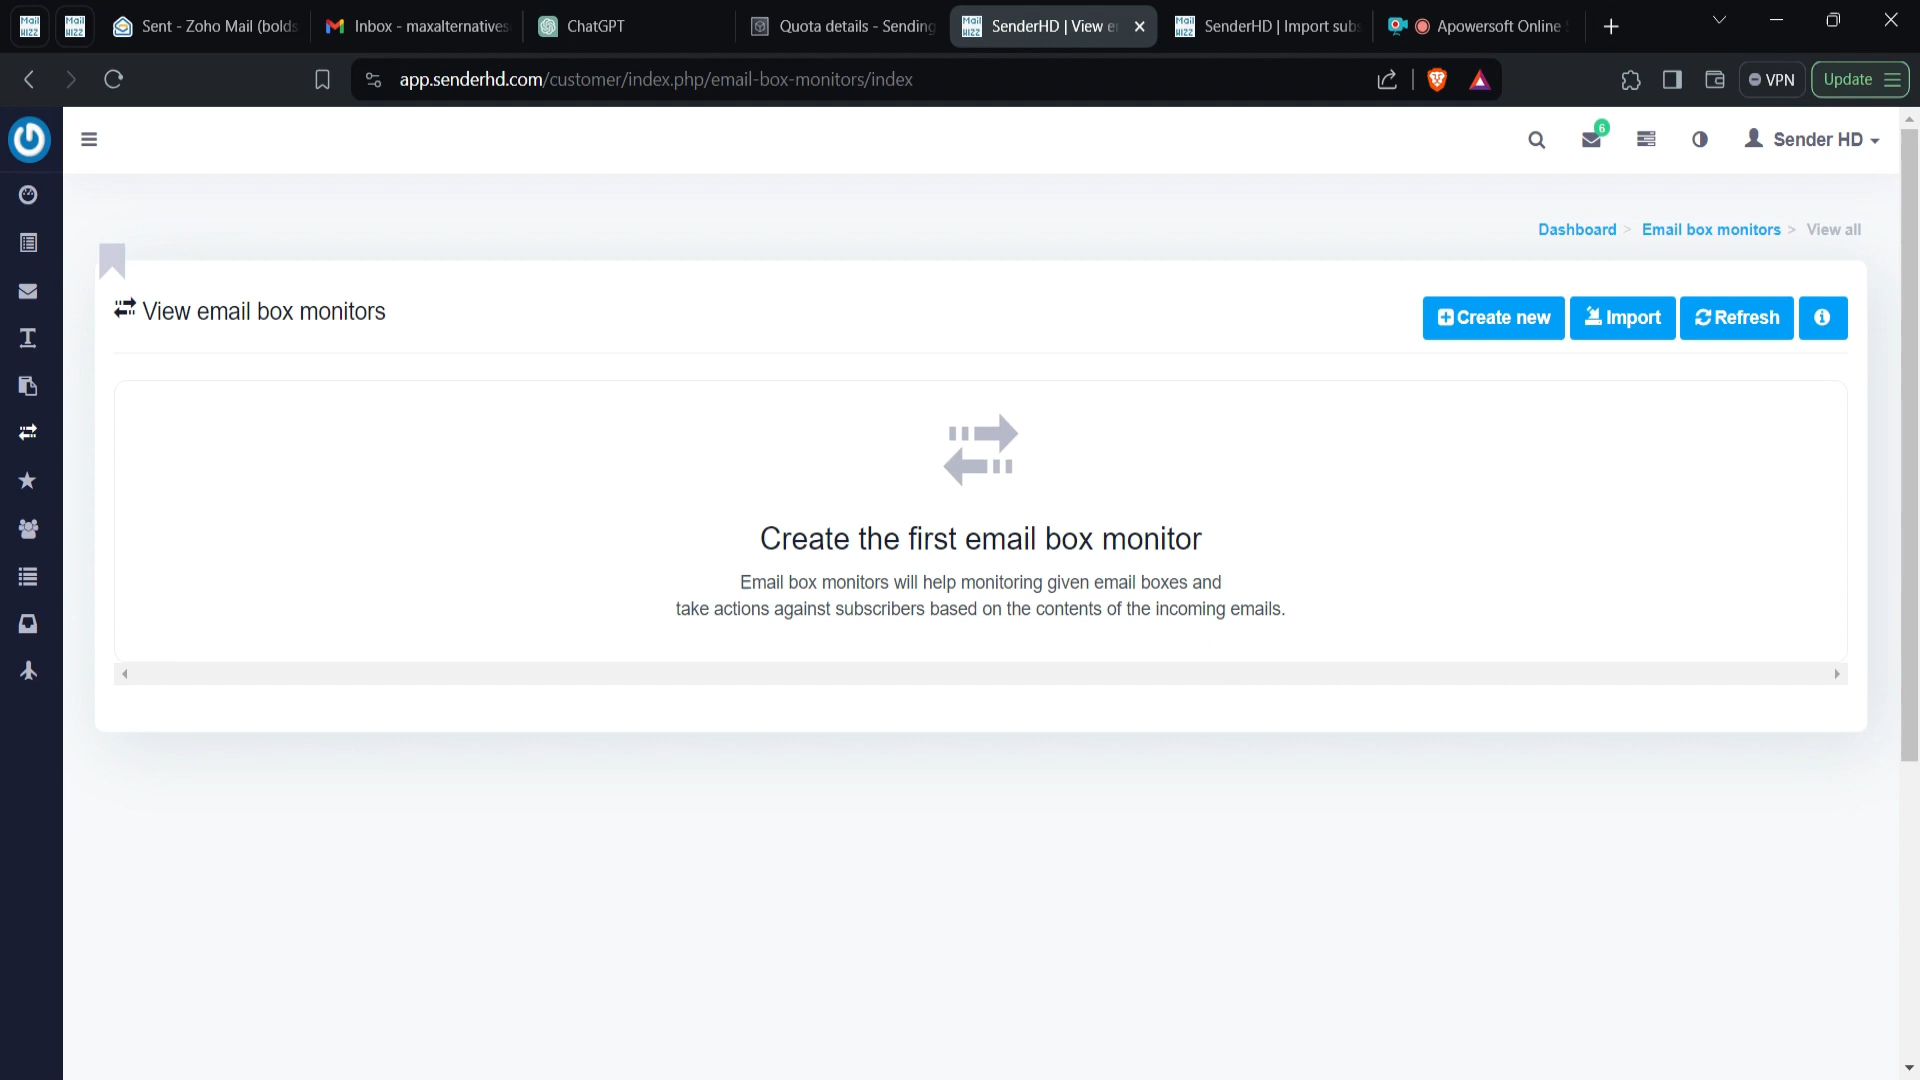 Sent - Zoho Mail (bolds
Inbox - maxalternatives
ChatGPT
Quota details - Sending
SenderHD | View e
SenderHD | Import subs
Apowersoft Online
app.senderhd.com/customer/index.php/email-box-monitors/index
VPN
Update
6
Sender HD
Dashboard > Email box monitors > View all
View email box monitors
Create new
Import
Refresh
Create the first email box monitor
Email box monitors will help monitoring given email boxes and
take actions against subscribers based on the contents of the incoming emails.